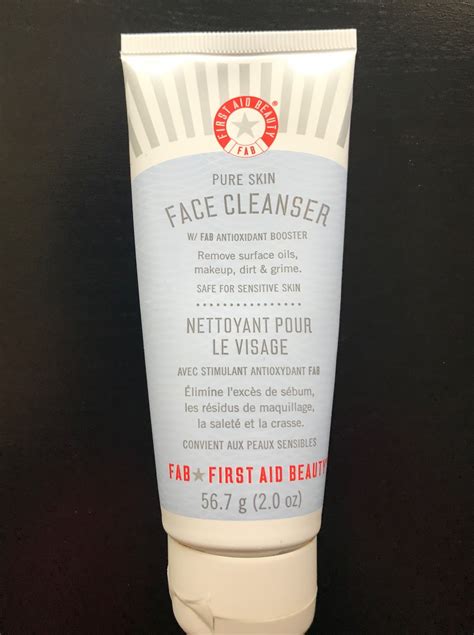 FIRST AID BEAUTY®
FAB
PURE SKIN
FACE CLEANSER
W/ FAB ANTIOXIDANT BOOSTER
Remove surface oils,
makeup, dirt & grime.
SAFE FOR SENSITIVE SKIN
NETTOYANT POUR
LE VISAGE
AVEC STIMULANT ANTIOXYDANT FAB
Élimine l'excès de sébum,
les résidus de maquillage,
la saleté et la crasse.
CONVIENT AUX PEAUX SENSIBLES
FAB★FIRST AID BEAUTY
56.7 g (2.0 oz)